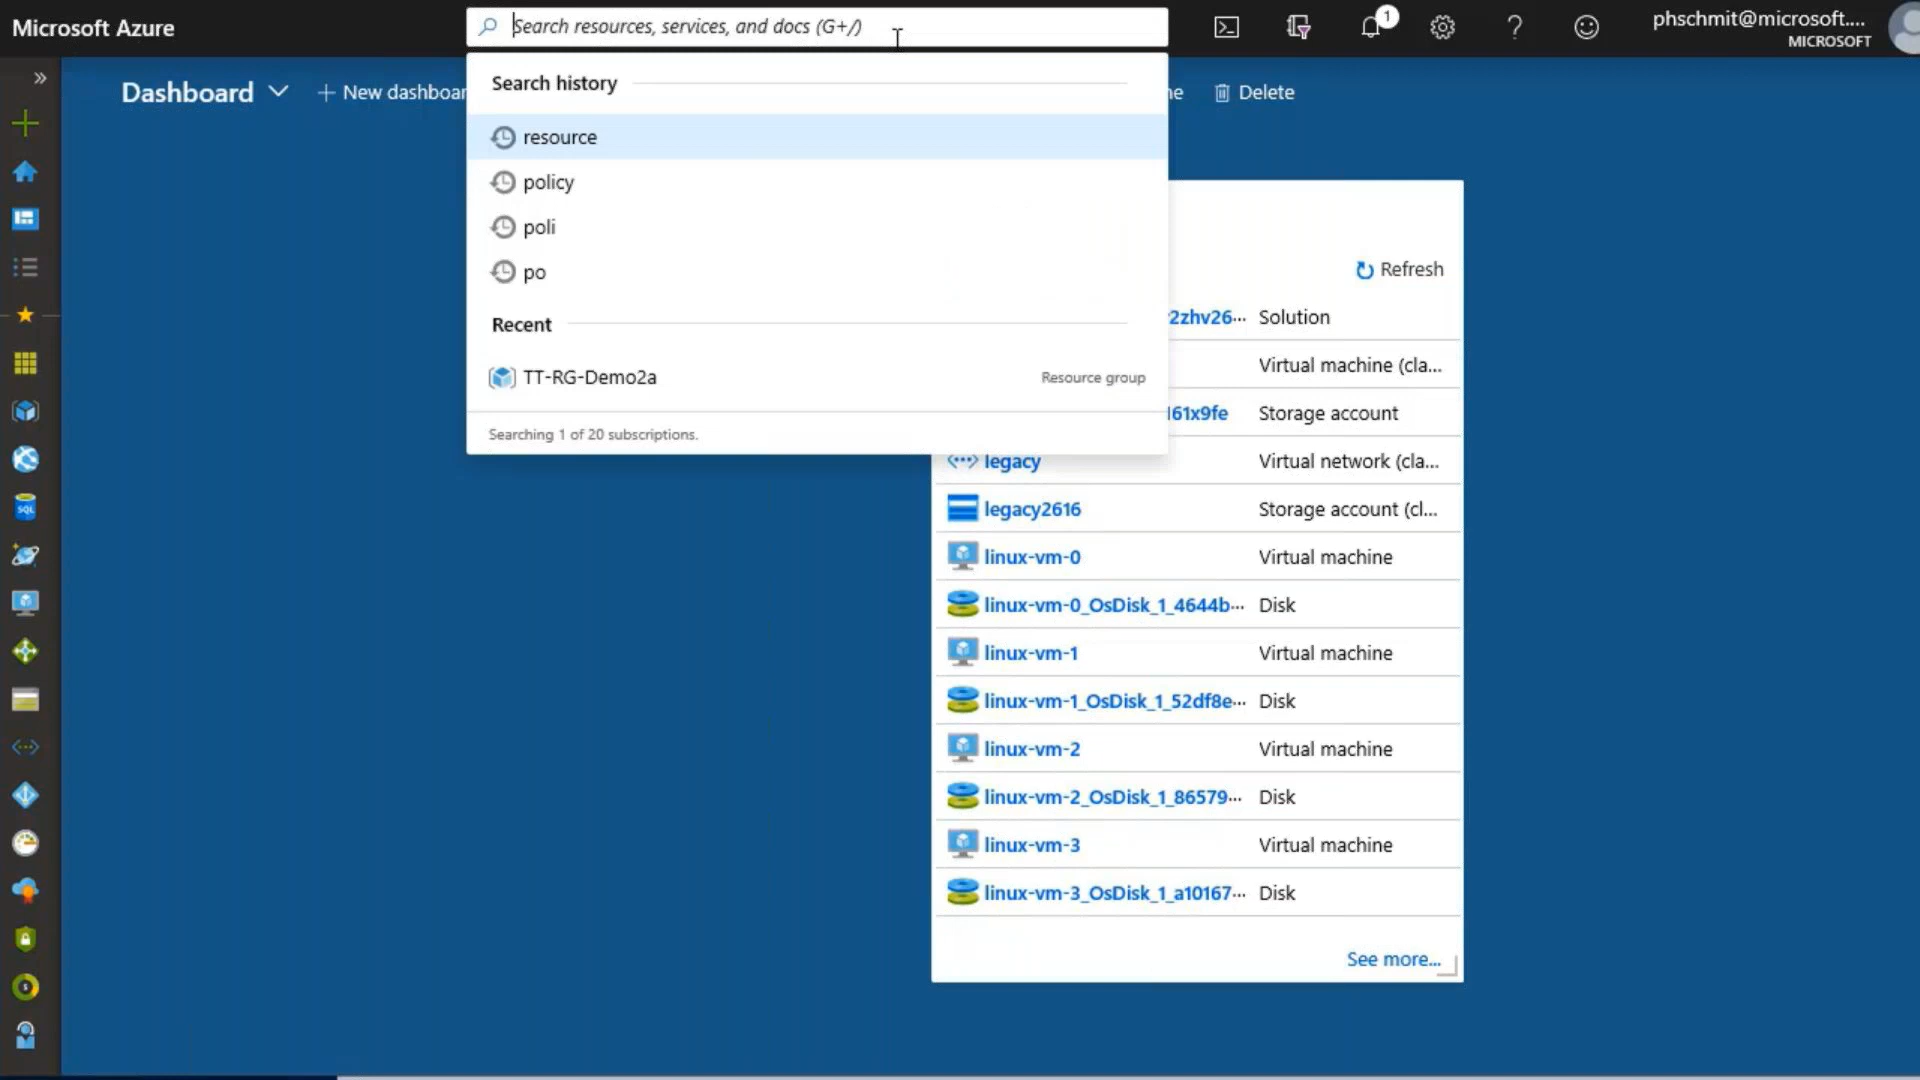 Microsoft Azure
Search resources, services, and docs (G+/)
1
phschmit@microsoft....
MICROSOFT
Dashboard
+ New dashboar
ne
Delete
Search history
resource
policy
poli
po
Recent
TT-RG-Demo2a
Resource group
Searching 1 of 20 subscriptions.
Refresh
2zhv26... Solution
Virtual machine (cla...
161x9fe Storage account
legacy Virtual network (cla...
legacy2616 Storage account (cl...
linux-vm-0 Virtual machine
linux-vm-0_OsDisk_1_4644b... Disk
linux-vm-1 Virtual machine
linux-vm-1_OsDisk_1_52df8e... Disk
linux-vm-2 Virtual machine
linux-vm-2_OsDisk_1_86579... Disk
linux-vm-3 Virtual machine
linux-vm-3_OsDisk_1_a10167... Disk
See more...
SQL